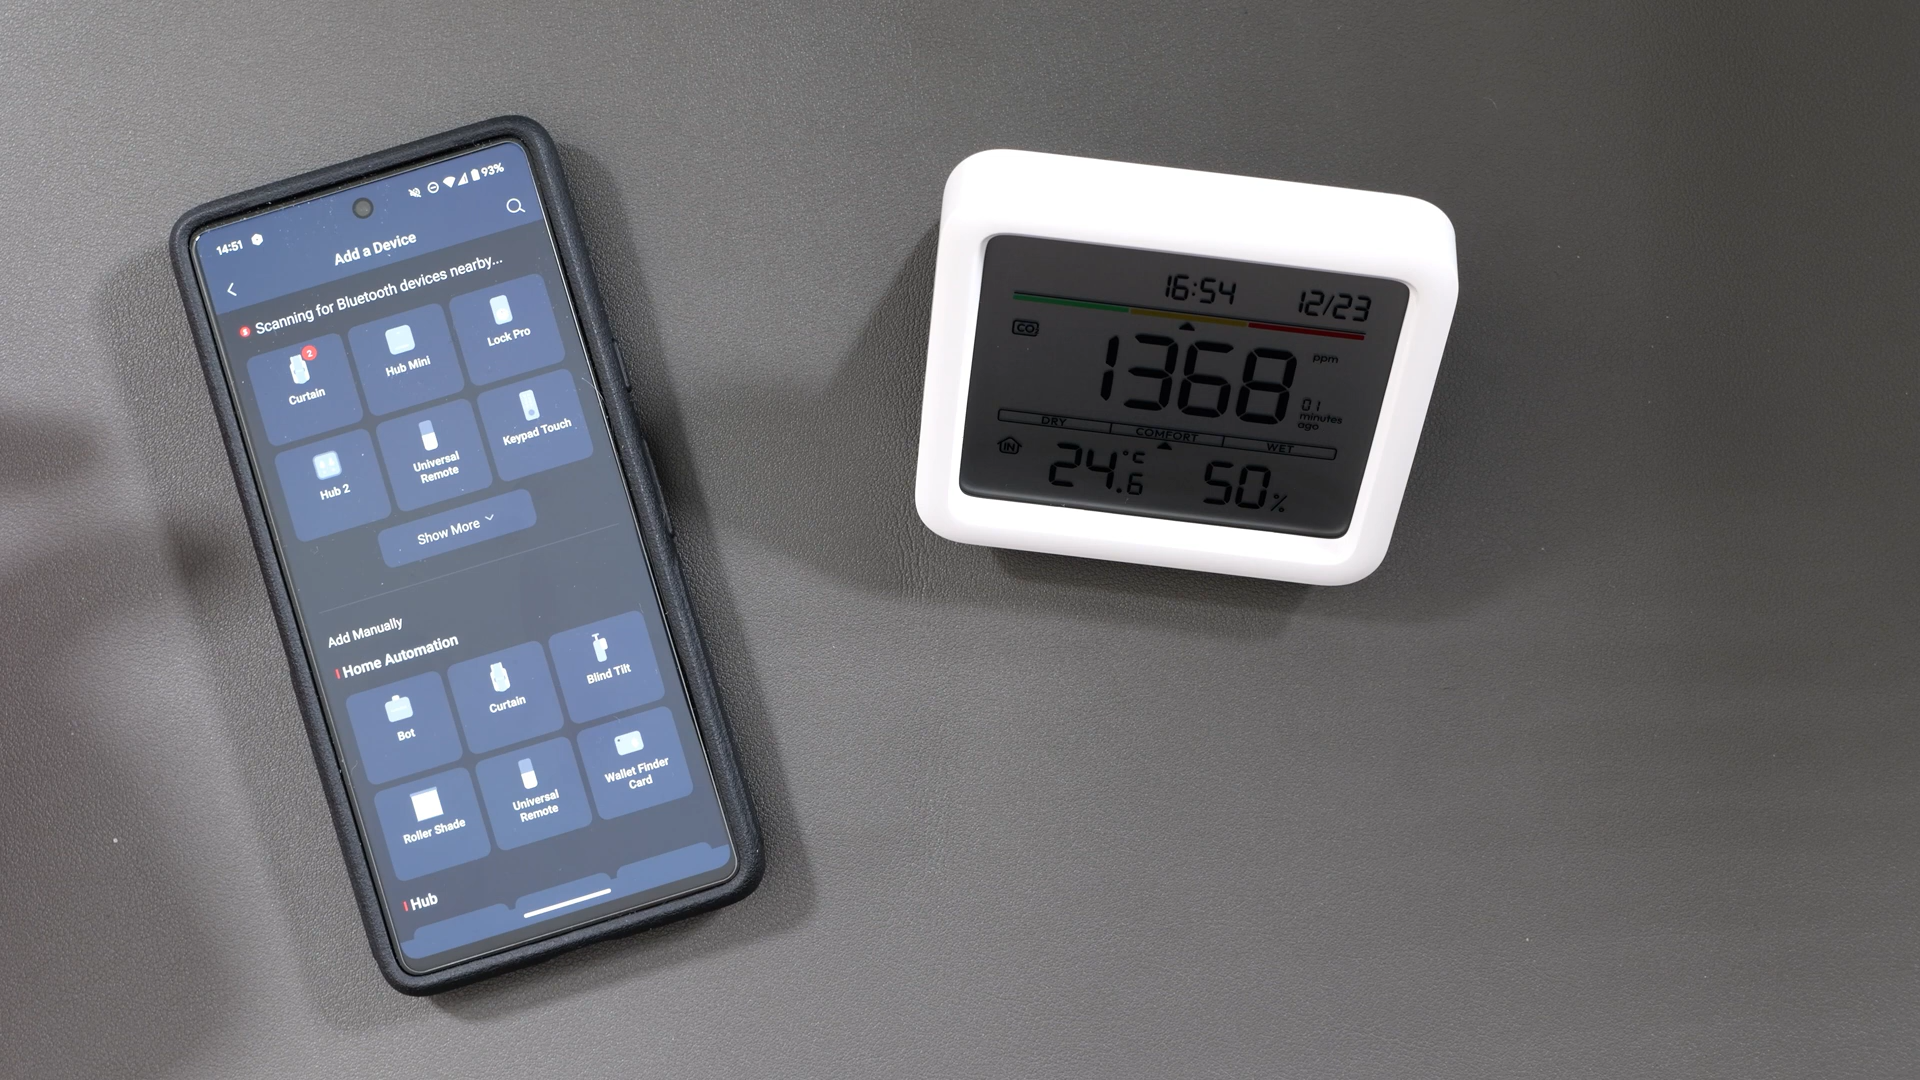 93%
14:51
Add a Device
Scanning for Bluetooth devices nearby...
2
Curtain
Hub Mini
Lock Pro
Hub 2
Universal
Remote
Keypad Touch
Show More
Add Manually
Home Automation
Bot
Curtain
Blind Tilt
Roller Shade
Universal
Remote
Wallet Finder
Card
Hub
16:54 12/23
CO2
1368 ppm
01
minutes
ago
DRY COMFORT WET
IN 24.6 °C 50%